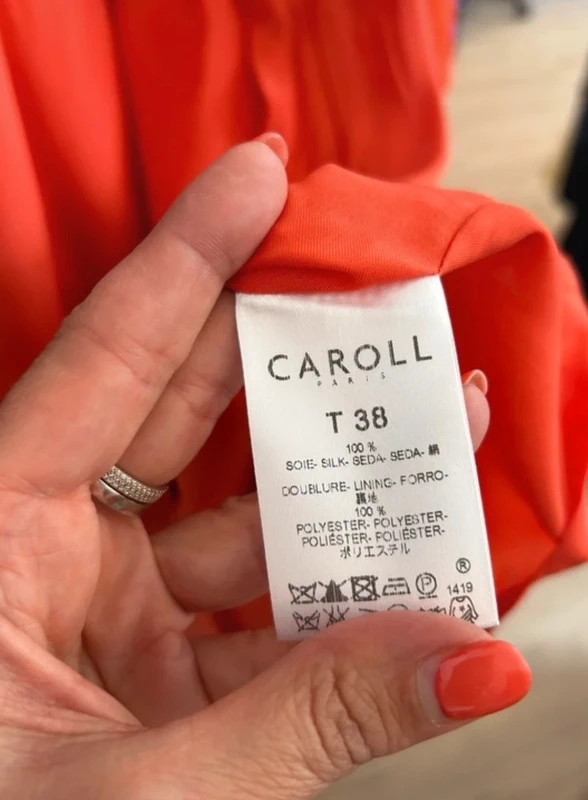 CAROLL
PARIS
T 38
100 %
SOIE- SILK- SEDA- SEDA- 絹
DOUBLURE- LINING- FORRO-
裏地
100 %
POLYESTER- POLYESTER-
POLIÉSTER- POLIÉSTER-
ポリエステル
®
P 1419